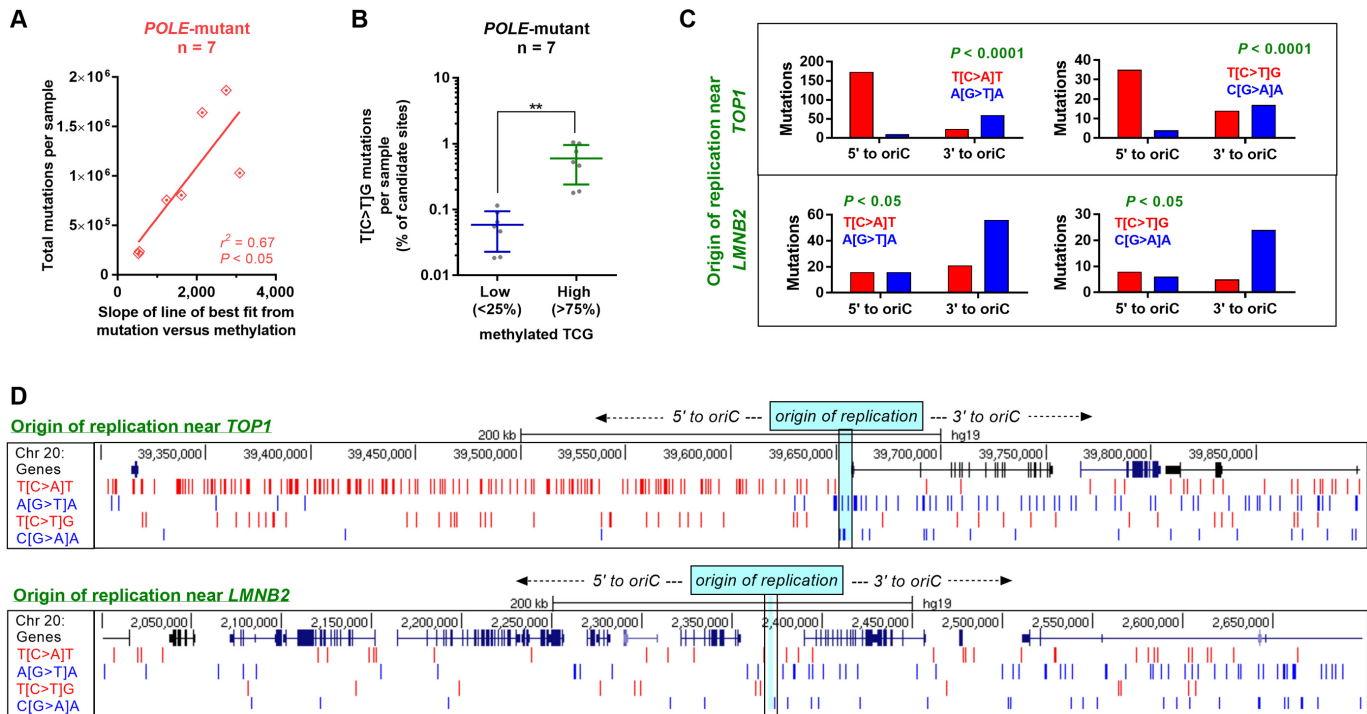 A
POLE-mutant
n = 7
Total mutations per sample
2×10⁶
1.5×10⁶
1×10⁶
5×10⁵
0
0
2,000
4,000
r² = 0.67
P < 0.05
Slope of line of best fit from
mutation versus methylation
B
POLE-mutant
n = 7
T[C>T]G mutations
per sample
(% of candidate sites)
10
1
0.1
0.01
**
Low
(<25%)
High
(>75%)
methylated TCG
C
Origin of replication near
TOP1
LMNB2
P < 0.0001
T[C>A]T
A[G>T]A
Mutations
200
150
100
50
0
5' to oriC
3' to oriC
P < 0.0001
T[C>T]G
C[G>A]A
Mutations
40
30
20
10
0
5' to oriC
3' to oriC
P < 0.05
T[C>A]T
A[G>T]A
Mutations
60
40
20
0
5' to oriC
3' to oriC
P < 0.05
T[C>T]G
C[G>A]A
Mutations
30
20
10
0
5' to oriC
3' to oriC
D
5' to oriC --- origin of replication --- 3' to oriC
Origin of replication near TOP1
200 kb
hg19
Chr 20:
39,350,000
39,400,000
39,450,000
39,500,000
39,550,000
39,600,000
39,650,000
39,700,000
39,750,000
39,800,000
39,850,000
Genes
T[C>A]T
A[G>T]A
T[C>T]G
C[G>A]A
5' to oriC --- origin of replication --- 3' to oriC
Origin of replication near LMNB2
200 kb
hg19
Chr 20:
2,050,000
2,100,000
2,150,000
2,200,000
2,250,000
2,300,000
2,350,000
2,400,000
2,450,000
2,500,000
2,550,000
2,600,000
2,650,000
Genes
T[C>A]T
A[G>T]A
T[C>T]G
C[G>A]A